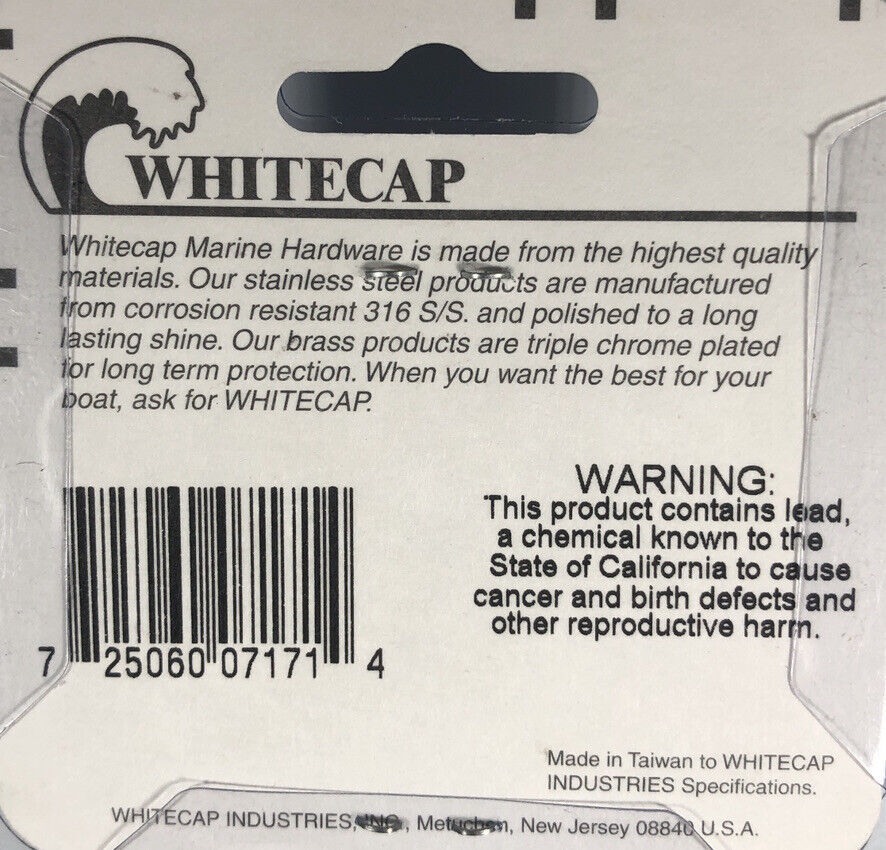 WHITECAP
Whitecap Marine Hardware is made from the highest quality
materials. Our stainless steel products are manufactured
from corrosion resistant 316 S/S. and polished to a long
lasting shine. Our brass products are triple chrome plated
for long term protection. When you want the best for your
boat, ask for WHITECAP.
WARNING:
This product contains lead,
a chemical known to the
State of California to cause
cancer and birth defects and
other reproductive harm.
7 25060 07171 4
Made in Taiwan to WHITECAP
INDUSTRIES Specifications.
WHITECAP INDUSTRIES, INC., Metuchen, New Jersey 08840 U.S.A.